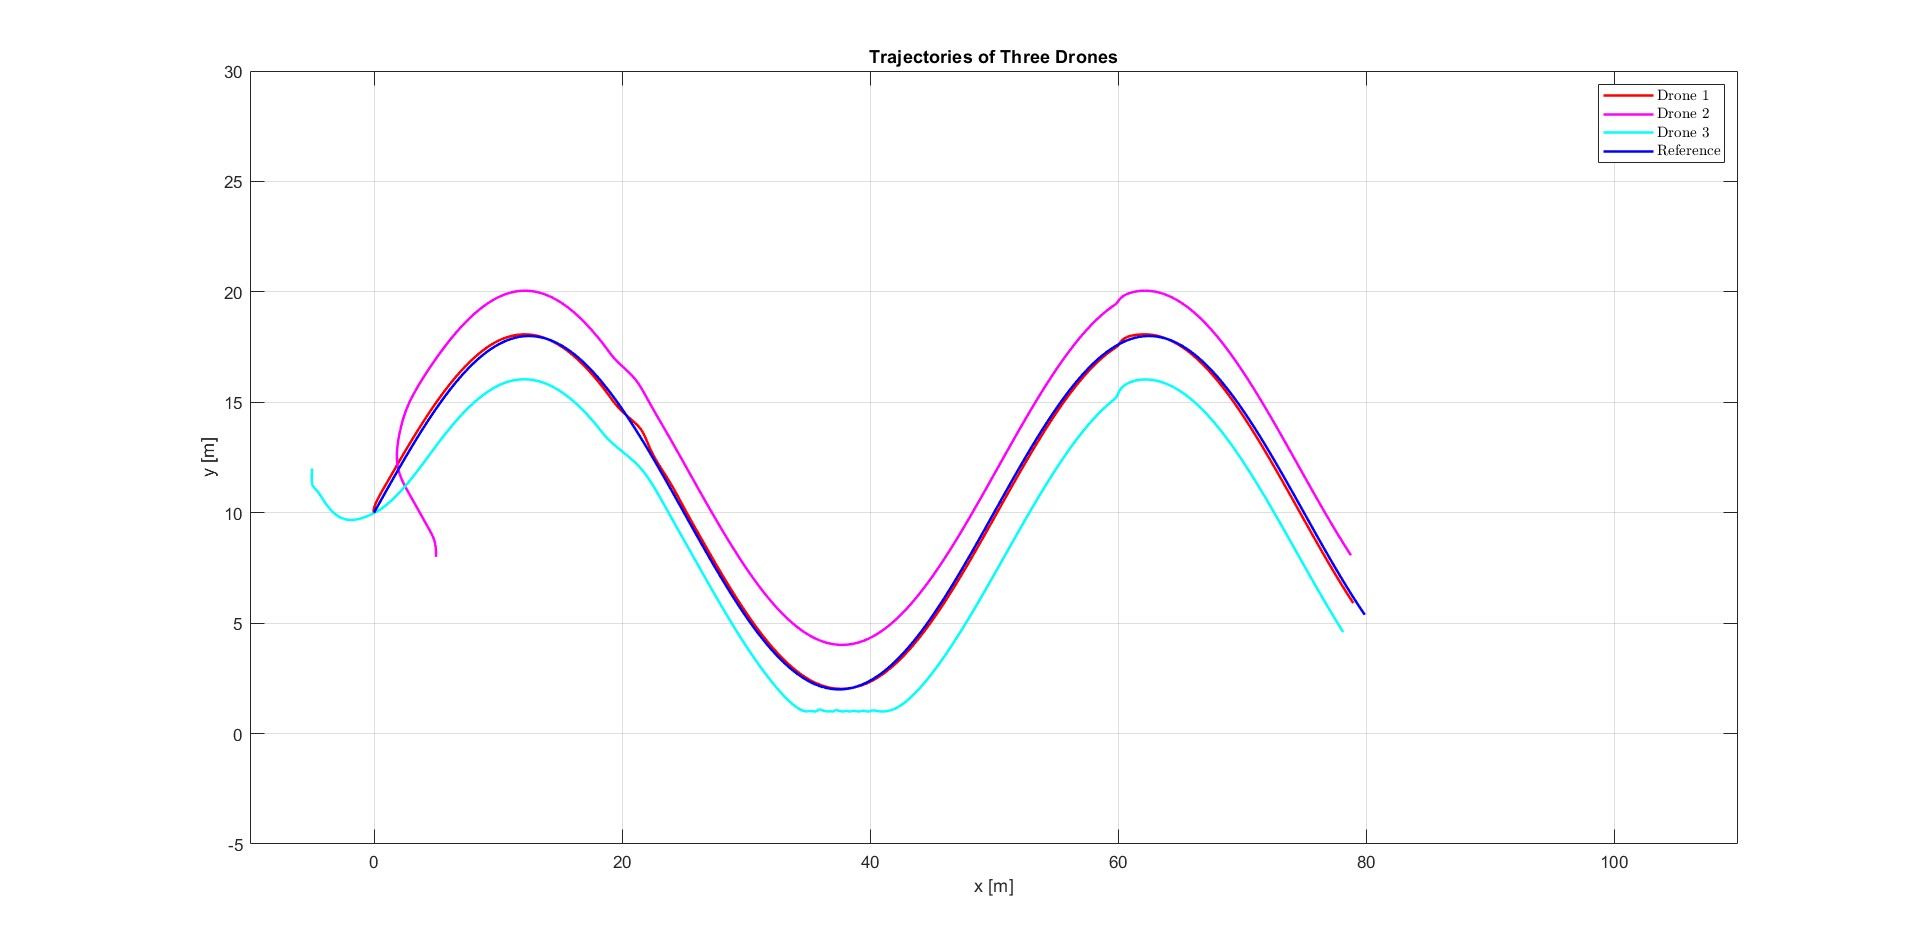 Trajectories of Three Drones
30
25
20
15
10
5
0
-5
y [m]
Drone 1
Drone 2
Drone 3
Reference
0 20 40 60 80 100
x [m]